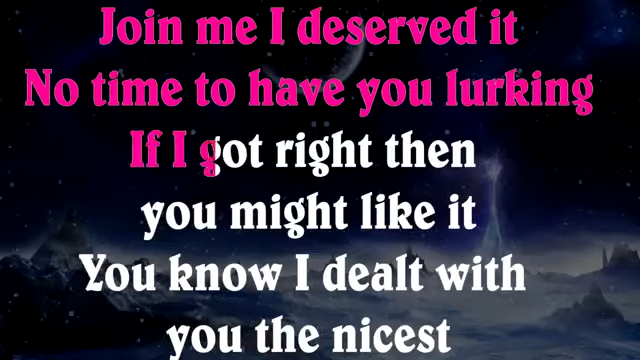 Join me I deserved it
No time to have you lurking
If I got right then
you might like it
You know I dealt with
you the nicest